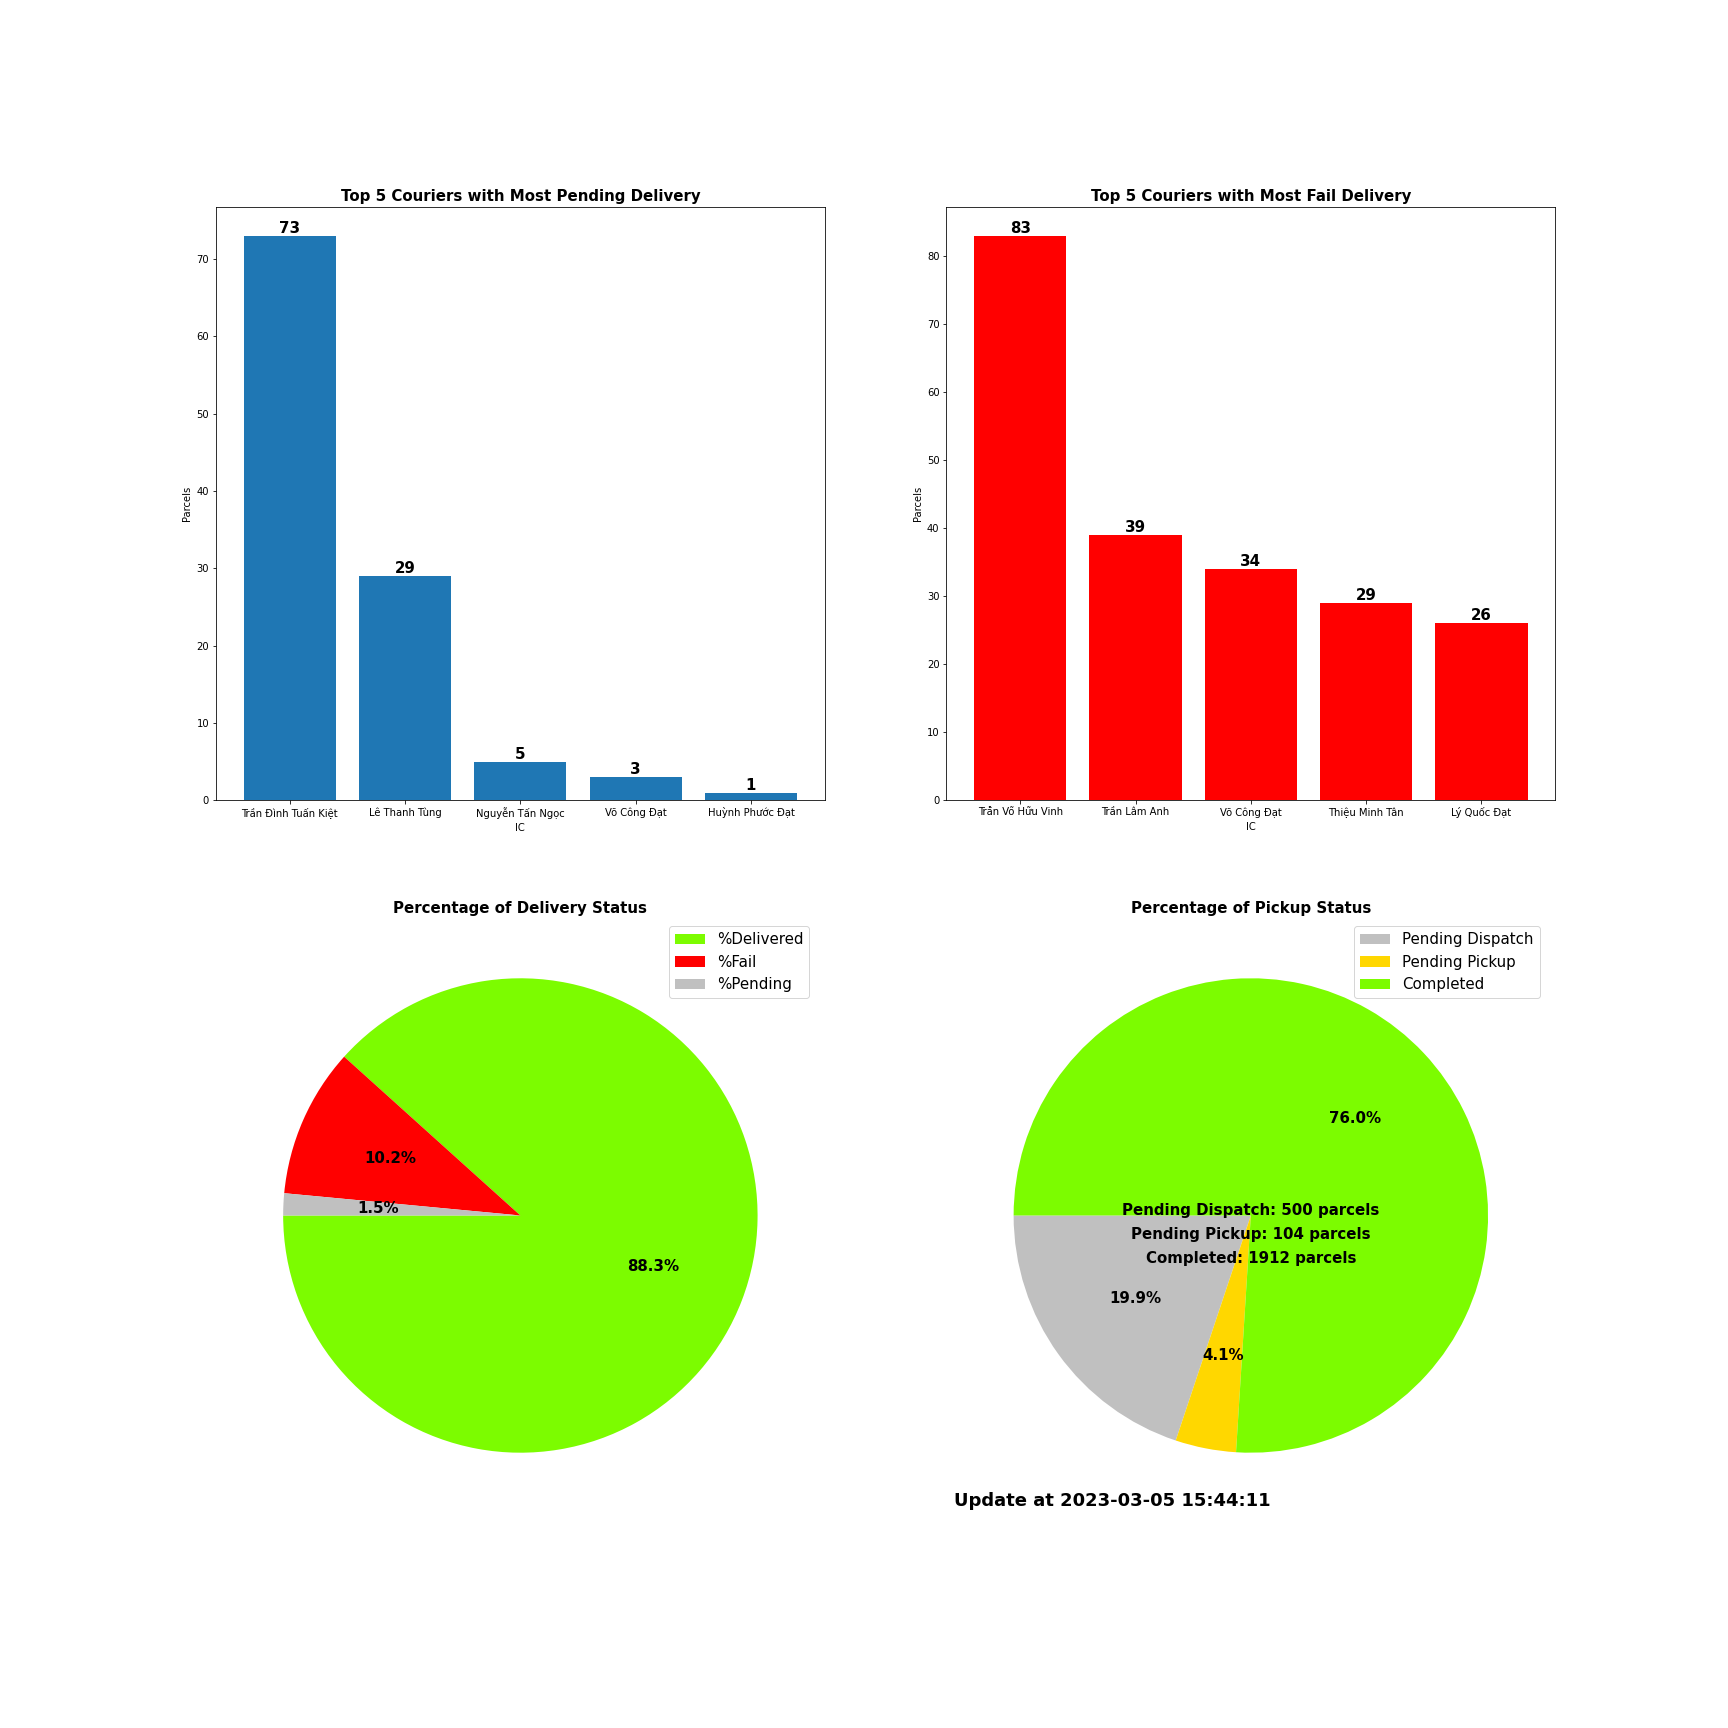 Top 5 Couriers with Most Pending Delivery
73
70
60
50
40
30
20
10
0
Parcels
29
5
3
1
Trần Đình Tuấn Kiệt
Lê Thanh Tùng
Nguyễn Tấn Ngọc
Võ Công Đạt
Huỳnh Phước Đạt
IC
Top 5 Couriers with Most Fail Delivery
83
80
70
60
50
40
30
20
10
0
Parcels
39
34
29
26
Trần Võ Hữu Vinh
Trần Lâm Anh
Võ Công Đạt
Thiệu Minh Tân
Lý Quốc Đạt
IC
Percentage of Delivery Status
%Delivered
%Fail
%Pending
10.2%
1.5%
88.3%
Percentage of Pickup Status
Pending Dispatch
Pending Pickup
Completed
76.0%
Pending Dispatch: 500 parcels
Pending Pickup: 104 parcels
Completed: 1912 parcels
19.9%
4.1%
Update at 2023-03-05 15:44:11